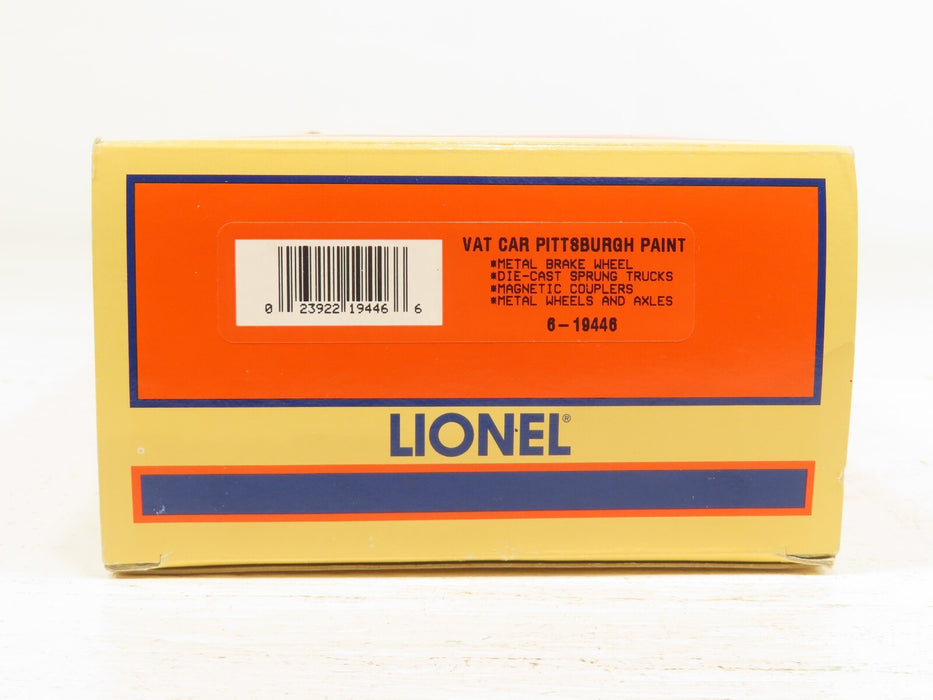 VAT CAR PITTSBURGH PAINT
*METAL BRAKE WHEEL
*DIE-CAST SPRUNG TRUCKS
*MAGNETIC COUPLERS
*METAL WHEELS AND AXLES
6-19446
0 23922 19446 6
LIONEL®